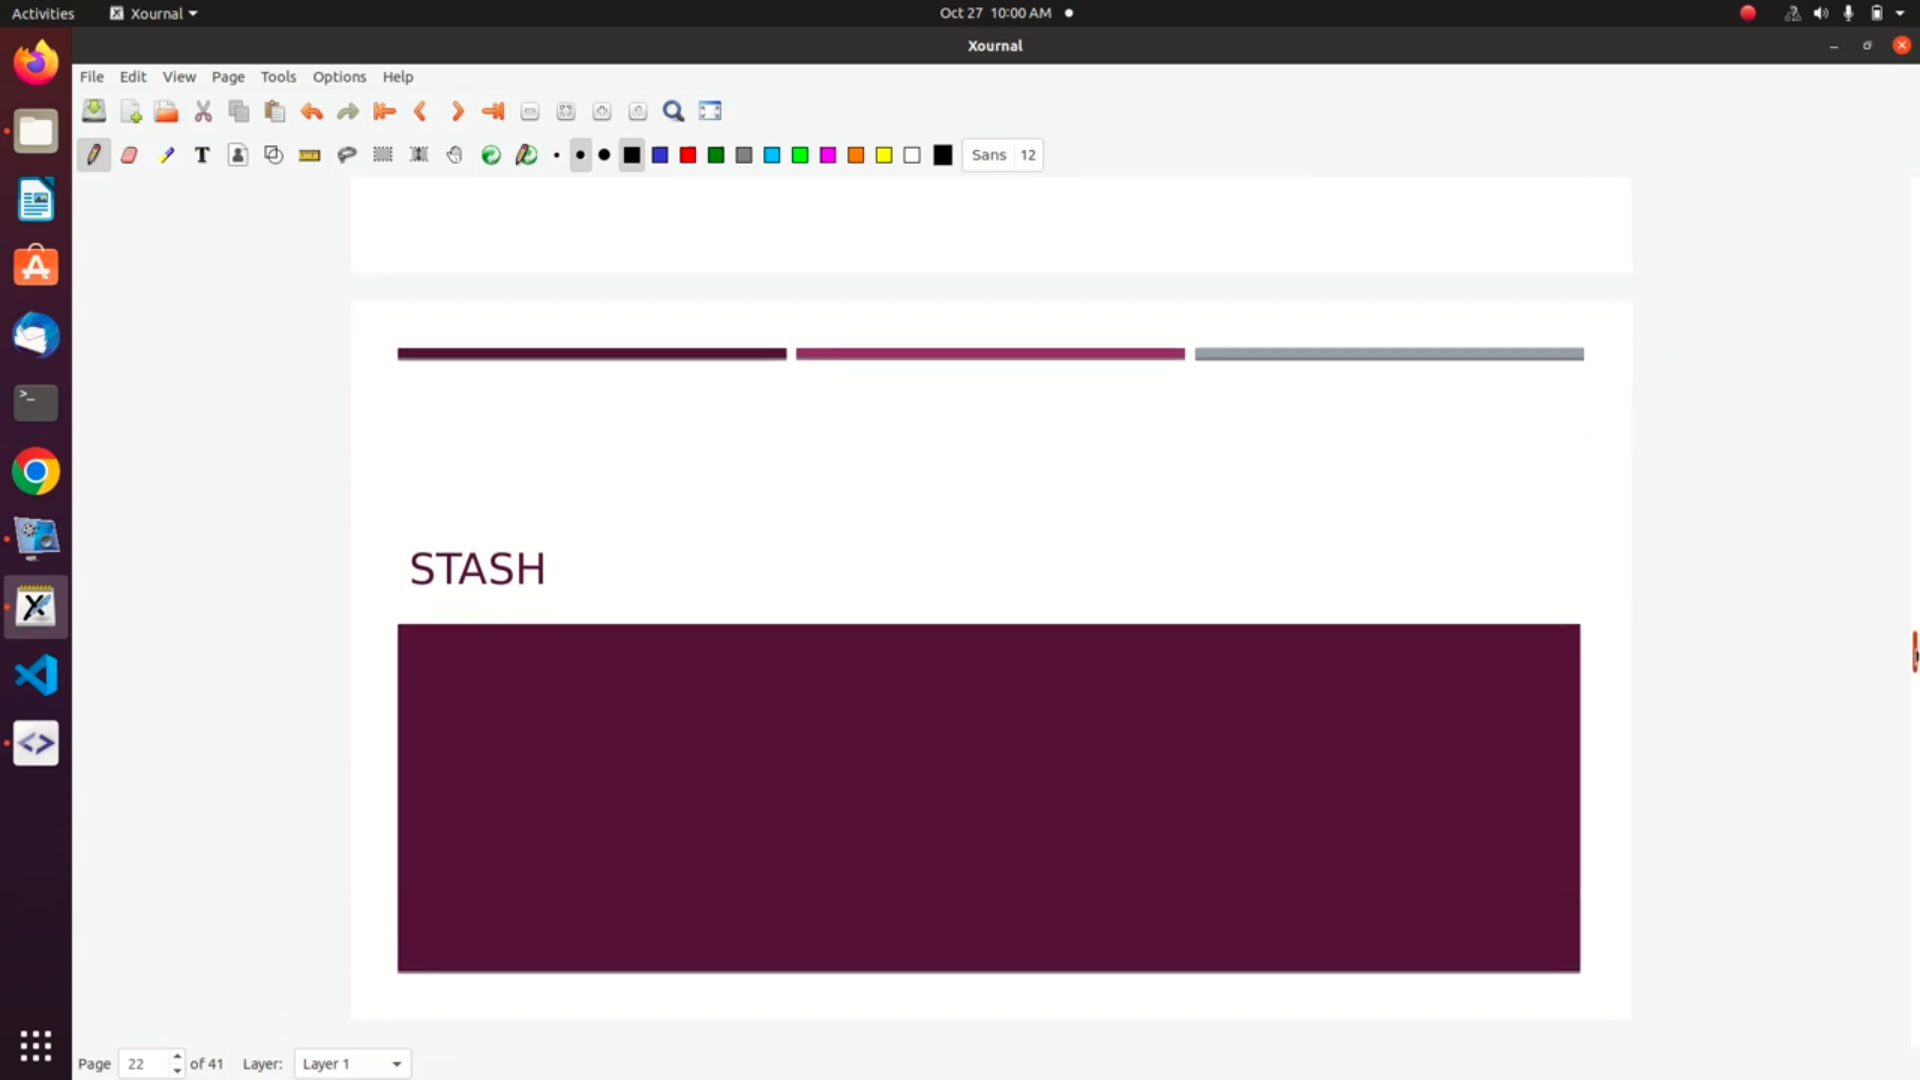 Activities Xournal Oct 27 10:00 AM
Xournal
File Edit View Page Tools Options Help
T Sans 12
STASH
Page 22 of 41 Layer: Layer 1